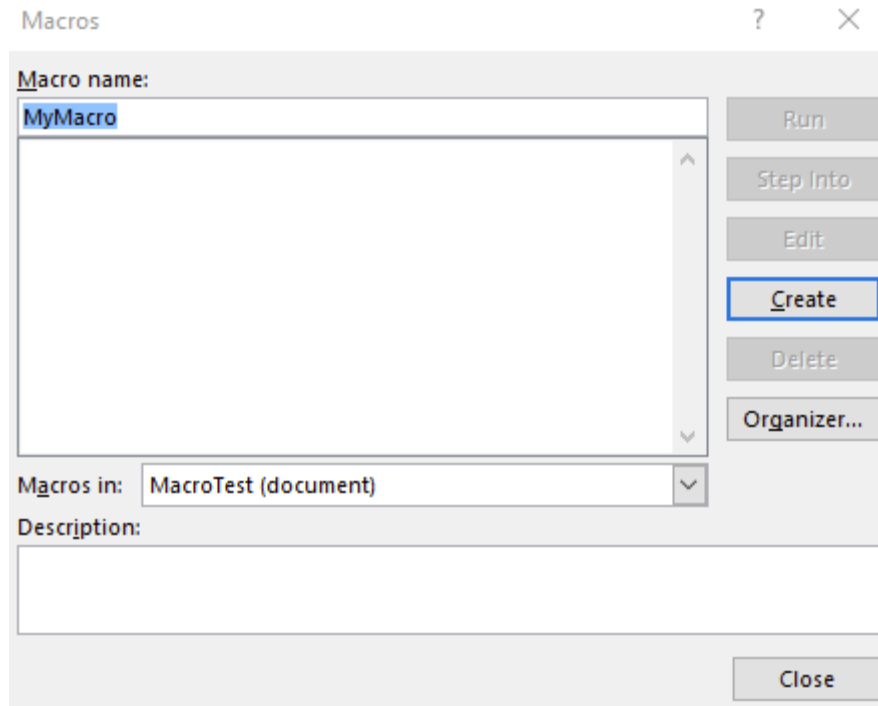 Macros ?
Macro name:
MyMacro
Run
Step Into
Edit
Create
Delete
Organizer...
Macros in: MacroTest (document)
Description:
Close